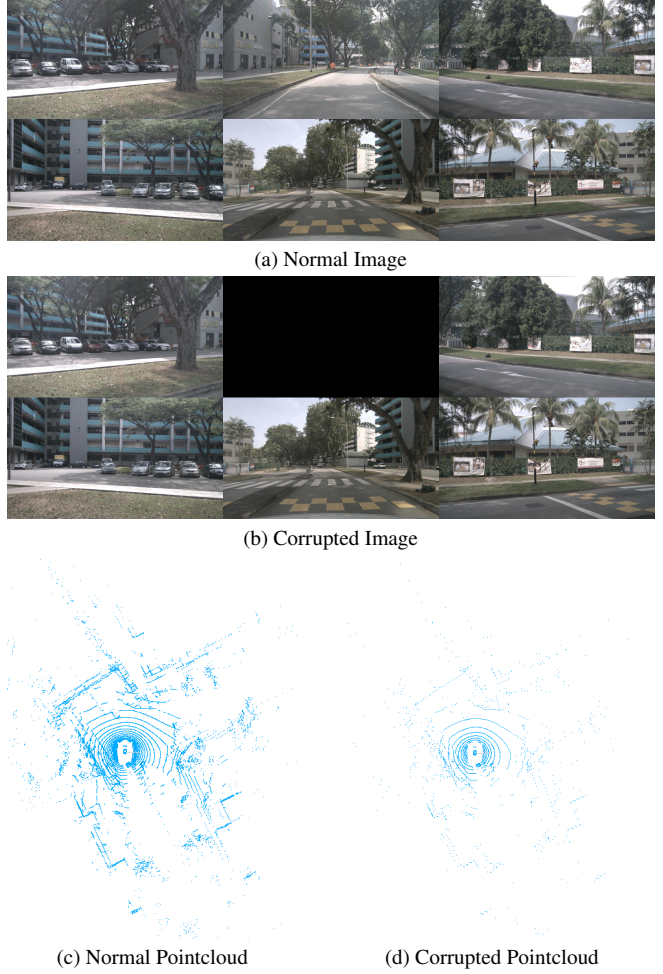 (a) Normal Image
(b) Corrupted Image
(c) Normal Pointcloud
(d) Corrupted Pointcloud